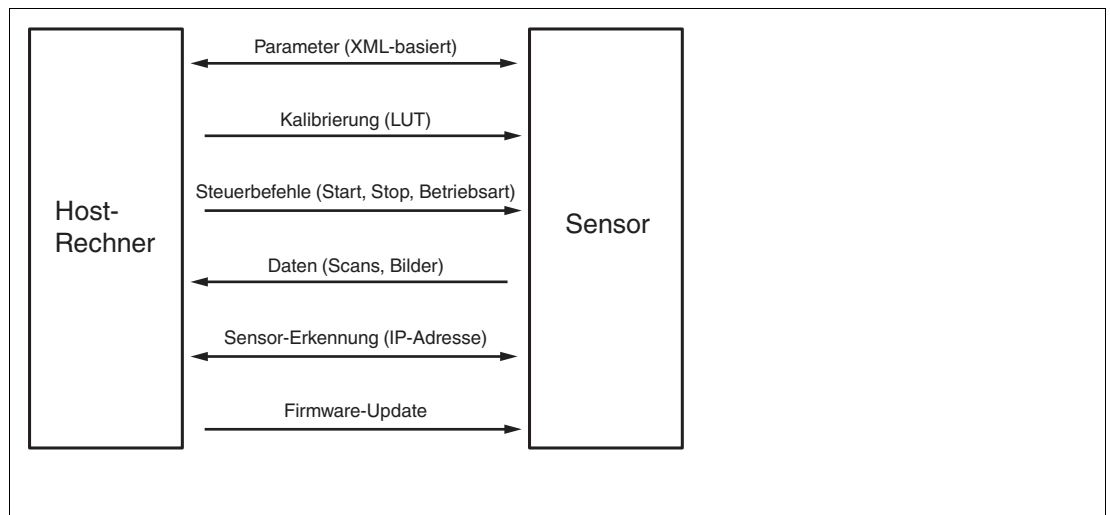 Parameter (XML-basiert)
Kalibrierung (LUT)
Steuerbefehle (Start, Stop, Betriebsart)
Host-
Rechner
Sensor
Daten (Scans, Bilder)
Sensor-Erkennung (IP-Adresse)
Firmware-Update